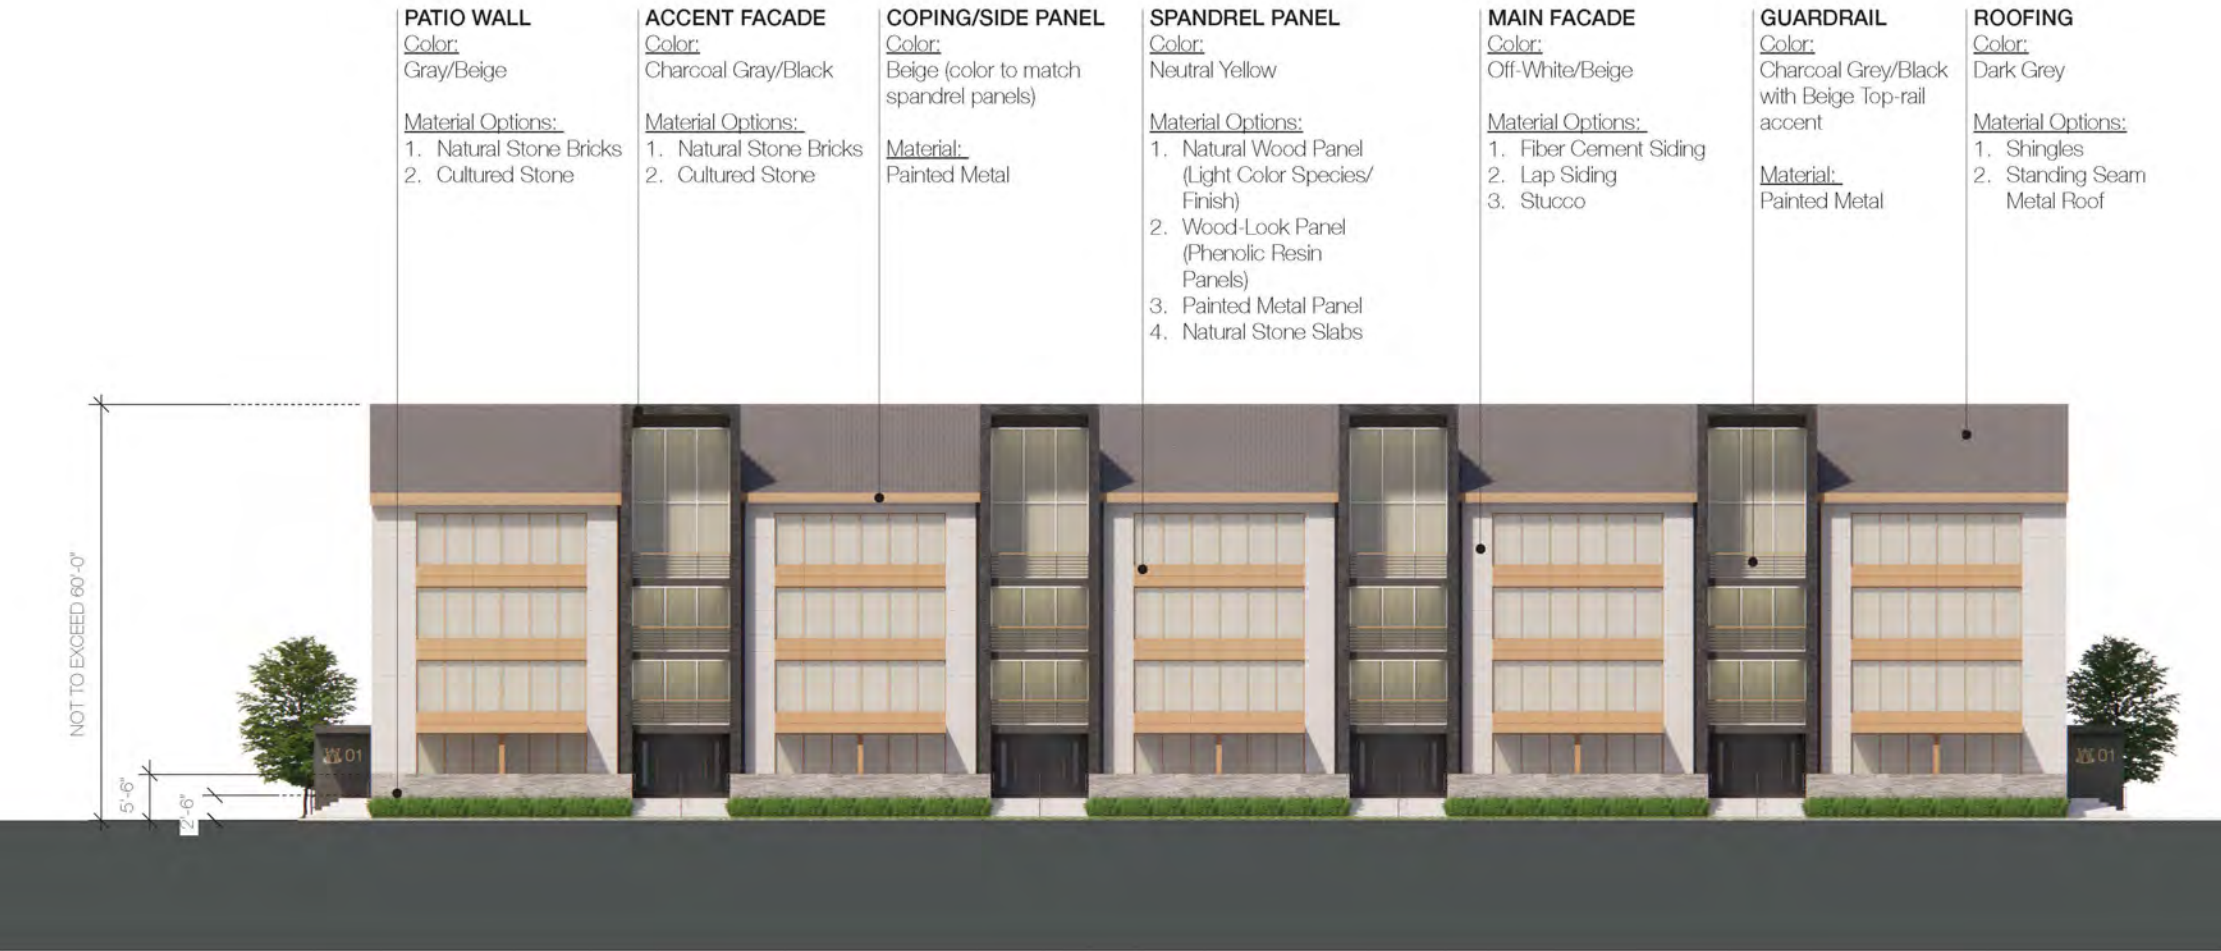 PATIO WALL
Color:
Gray/Beige
Material Options:
1. Natural Stone Bricks
2. Cultured Stone
ACCENT FACADE
Color:
Charcoal Gray/Black
Material Options:
1. Natural Stone Bricks
2. Cultured Stone
COPING/SIDE PANEL
Color:
Beige (color to match
spandrel panels)
Material:
Painted Metal
SPANDREL PANEL
Color:
Neutral Yellow
Material Options:
1. Natural Wood Panel
(Light Color Species/
Finish)
2. Wood-Look Panel
(Phenolic Resin
Panels)
3. Painted Metal Panel
4. Natural Stone Slabs
MAIN FACADE
Color:
Off-White/Beige
Material Options:
1. Fiber Cement Siding
2. Lap Siding
3. Stucco
GUARDRAIL
Color:
Charcoal Grey/Black
with Beige Top-rail
accent
Material:
Painted Metal
ROOFING
Color:
Dark Grey
Material Options:
1. Shingles
2. Standing Seam
Metal Roof
NOT TO EXCEED 60'-0"
5'-6"
2'-6"
01
01